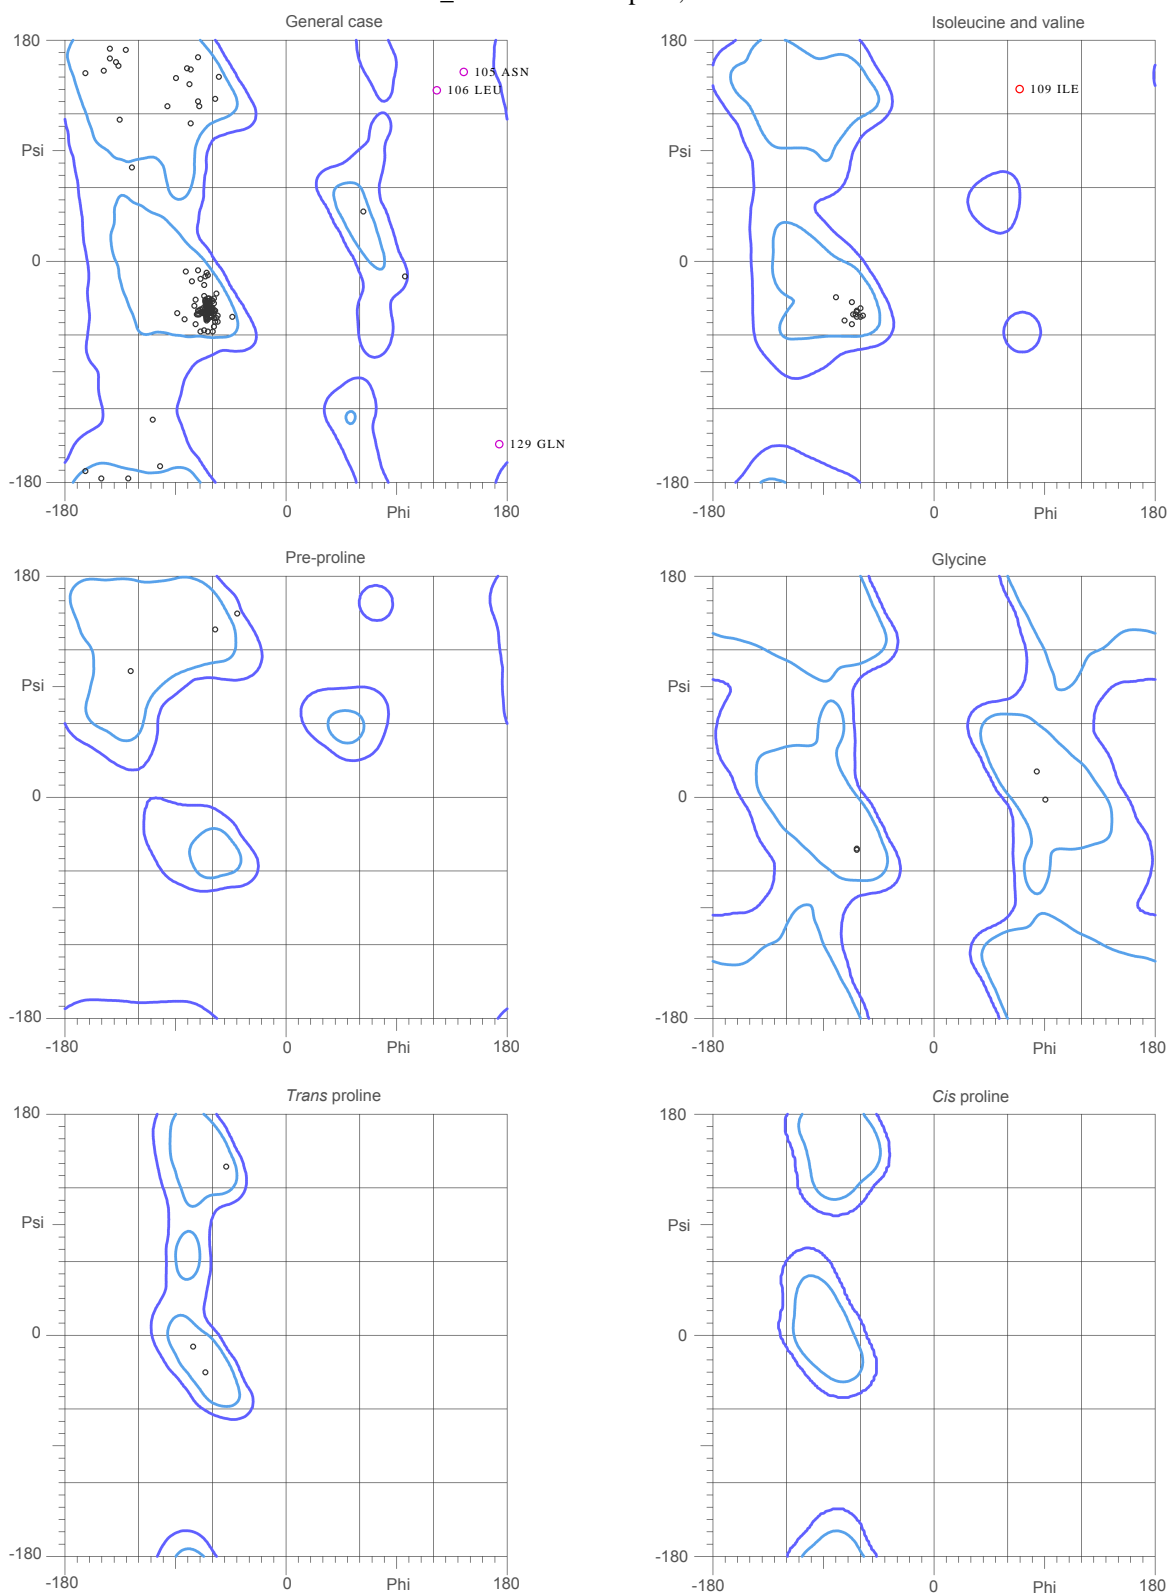 General case
Isoleucine and valine
180
Psi
0
-180
-180
0
Phi
180
105 ASN
106 LEU
129 GLN
180
Psi
0
-180
-180
0
Phi
180
109 ILE
Pre-proline
Glycine
180
Psi
0
-180
-180
0
Phi
180
180
Psi
0
-180
-180
0
Phi
180
Trans proline
Cis proline
180
Psi
0
-180
-180
0
Phi
180
180
Psi
0
-180
-180
0
Phi
180